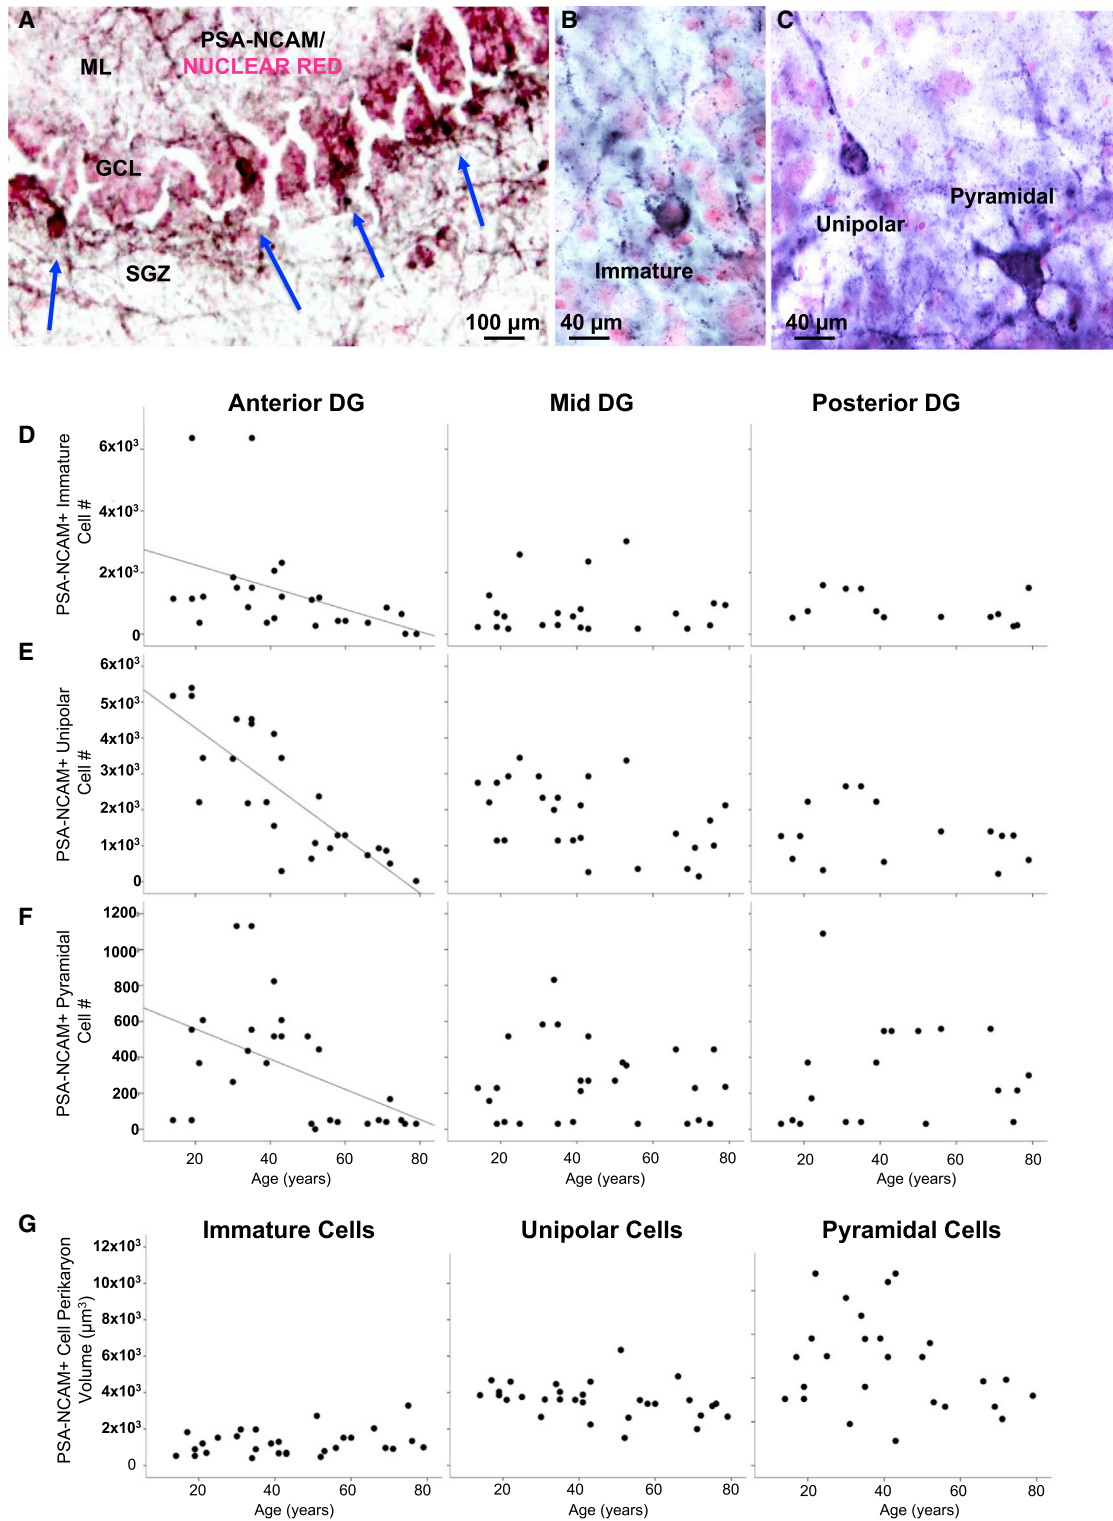 A
PSA-NCAM/
NUCLEAR RED
ML
GCL
SGZ
100 µm
B
Immature
40 µm
C
Unipolar
Pyramidal
40 µm
Anterior DG
Mid DG
Posterior DG
D
PSA-NCAM+ Immature
Cell #
6x10³
4x10³
2x10³
0
E
PSA-NCAM+ Unipolar
Cell #
6x10³
5x10³
4x10³
3x10³
2x10³
1x10³
0
F
PSA-NCAM+ Pyramidal
Cell #
1200
1000
800
600
400
200
0
20 40 60 80
20 40 60 80
20 40 60 80
Age (years)
Age (years)
Age (years)
G
Immature Cells
Unipolar Cells
Pyramidal Cells
PSA-NCAM+ Cell Perikaryon
Volume (µm³)
12x10³
10x10³
8x10³
6x10³
4x10³
2x10³
0
20 40 60 80
20 40 60 80
20 40 60 80
Age (years)
Age (years)
Age (years)